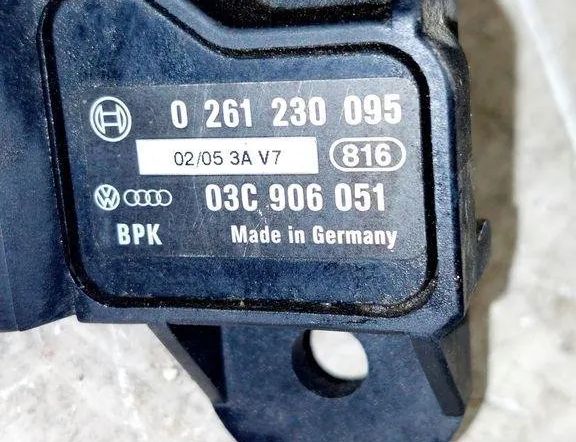 0 261 230 095
02/05 3A V7 816
03C 906 051
BPK Made in Germany